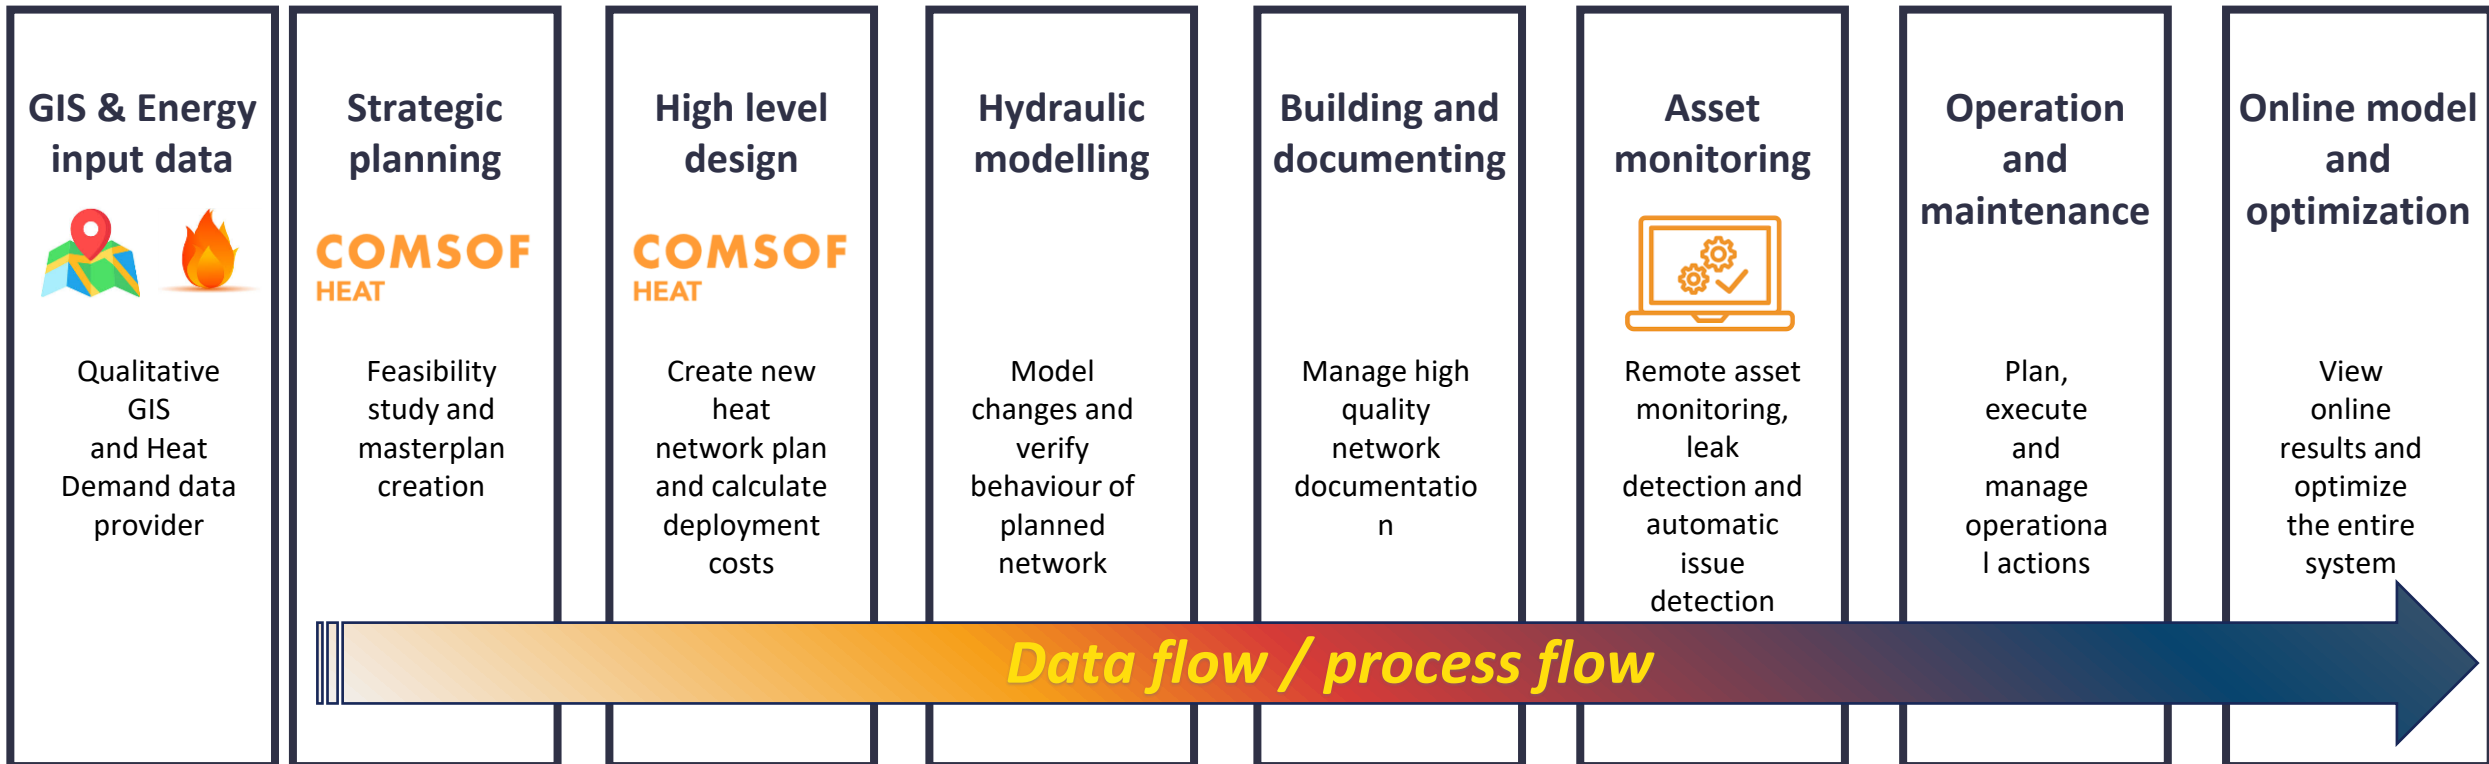 GIS & Energy
input data
Qualitative
GIS
and Heat
Demand data
provider
Strategic
planning
COMSOF
HEAT
Feasibility
study and
masterplan
creation
High level
design
COMSOF
HEAT
Create new
heat
network plan
and calculate
deployment
costs
Hydraulic
modelling
Model
changes and
verify
behaviour of
planned
network
Building and
documenting
Manage high
quality
network
documentatio
n
Asset
monitoring
Remote asset
monitoring,
leak
detection and
automatic
issue
detection
Operation
and
maintenance
Plan,
execute
and
manage
operationa
l actions
Online model
and
optimization
View
online
results and
optimize
the entire
system
Data flow / process flow